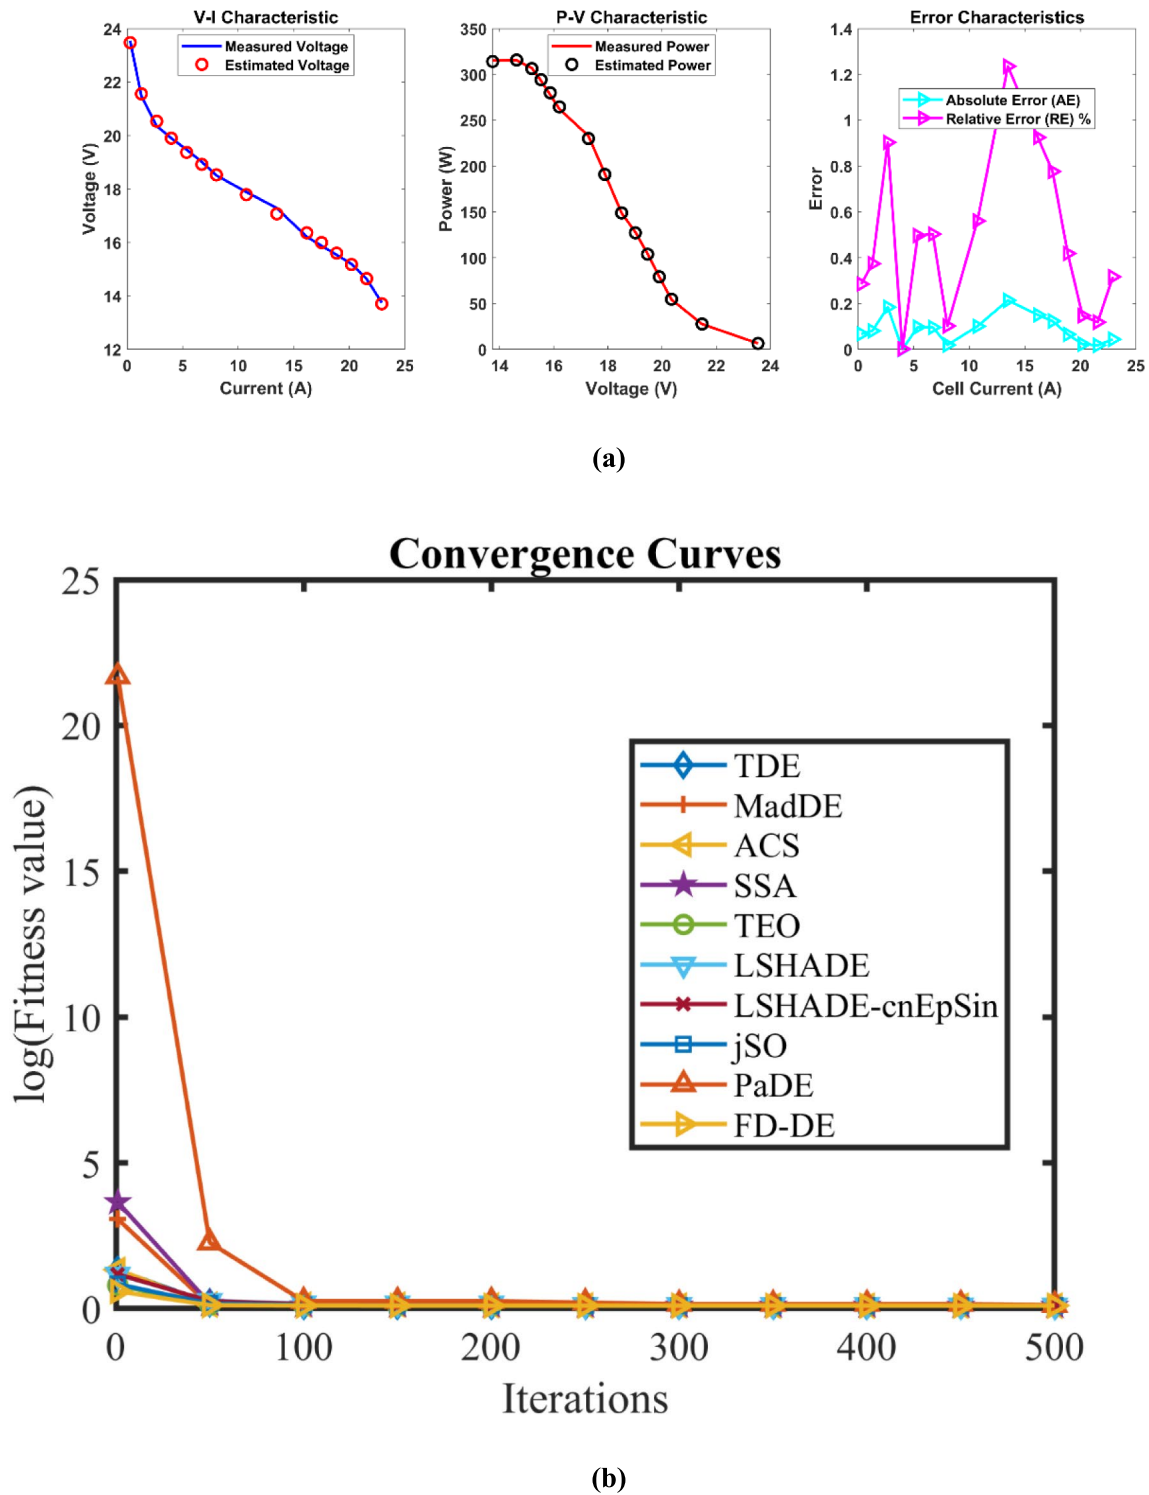 V-I Characteristic
24
22
20
18
16
14
12
Voltage (V)
Measured Voltage
Estimated Voltage
0 5 10 15 20 25
Current (A)
P-V Characteristic
350
300
250
200
150
100
50
0
Power (W)
Measured Power
Estimated Power
14 16 18 20 22 24
Voltage (V)
Error Characteristics
1.4
1.2
1
0.8
0.6
0.4
0.2
0
Error
Absolute Error (AE)
Relative Error (RE) %
0 5 10 15 20 25
Cell Current (A)
(a)
Convergence Curves
25
20
15
10
5
0
log(Fitness value)
TDE
MadDE
ACS
SSA
TEO
LSHADE
LSHADE-cnEpSin
jSO
PaDE
FD-DE
0 100 200 300 400 500
Iterations
(b)